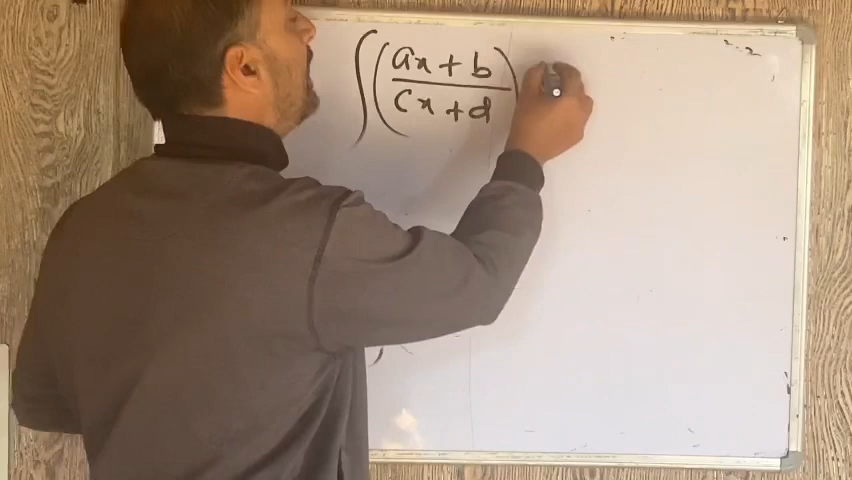 ∫(ax + b)
cx + d